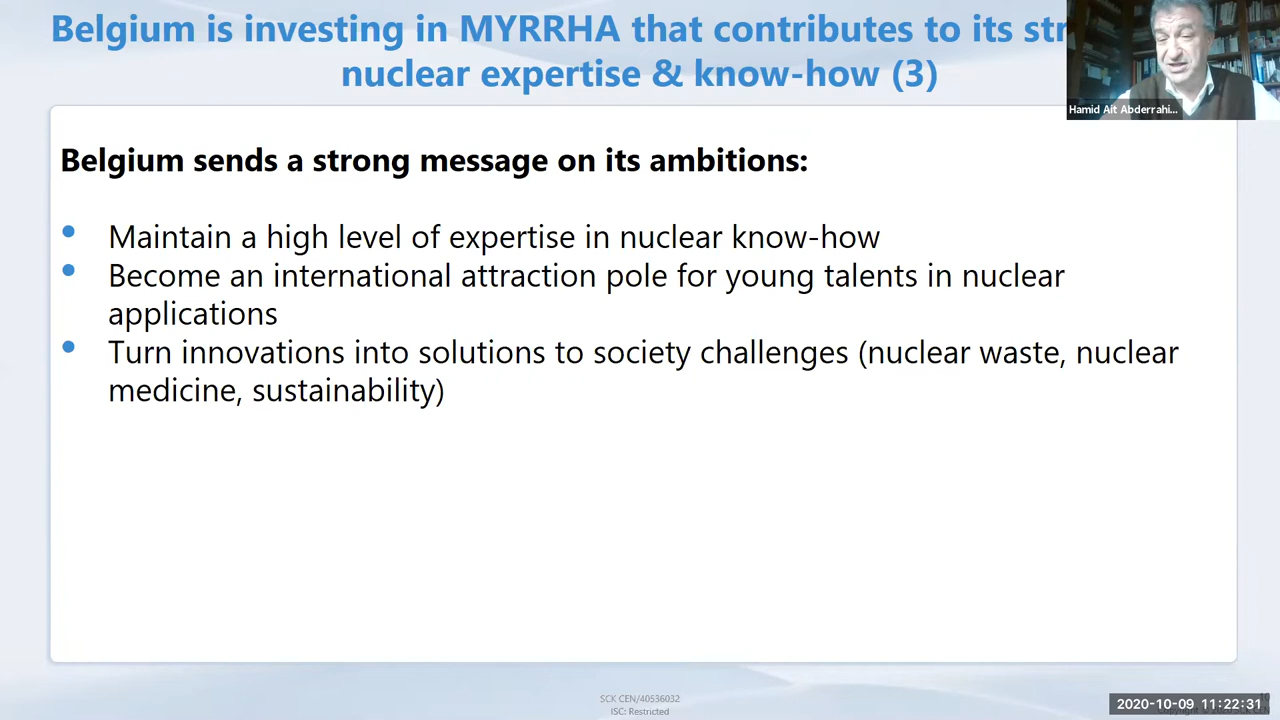 Belgium is investing in MYRRHA that contributes to its
nuclear expertise & know-how (3)
Hamid Ait Abderrahi...
Belgium sends a strong message on its ambitions:
• Maintain a high level of expertise in nuclear know-how
• Become an international attraction pole for young talents in nuclear
applications
• Turn innovations into solutions to society challenges (nuclear waste, nuclear
medicine, sustainability)
SCK CEN/40536032
ISC: Restricted
2020-10-09 11:22:31